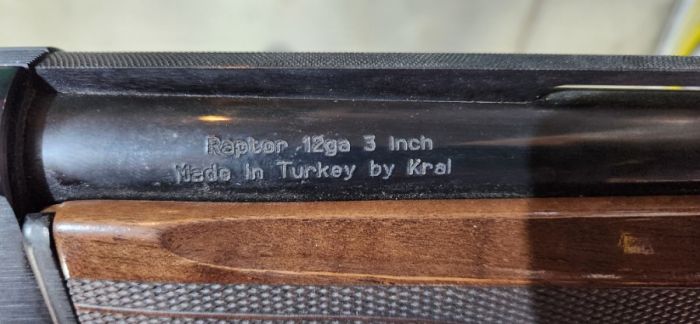 Raptor 12ga 3 Inch
Made In Turkey by Kral